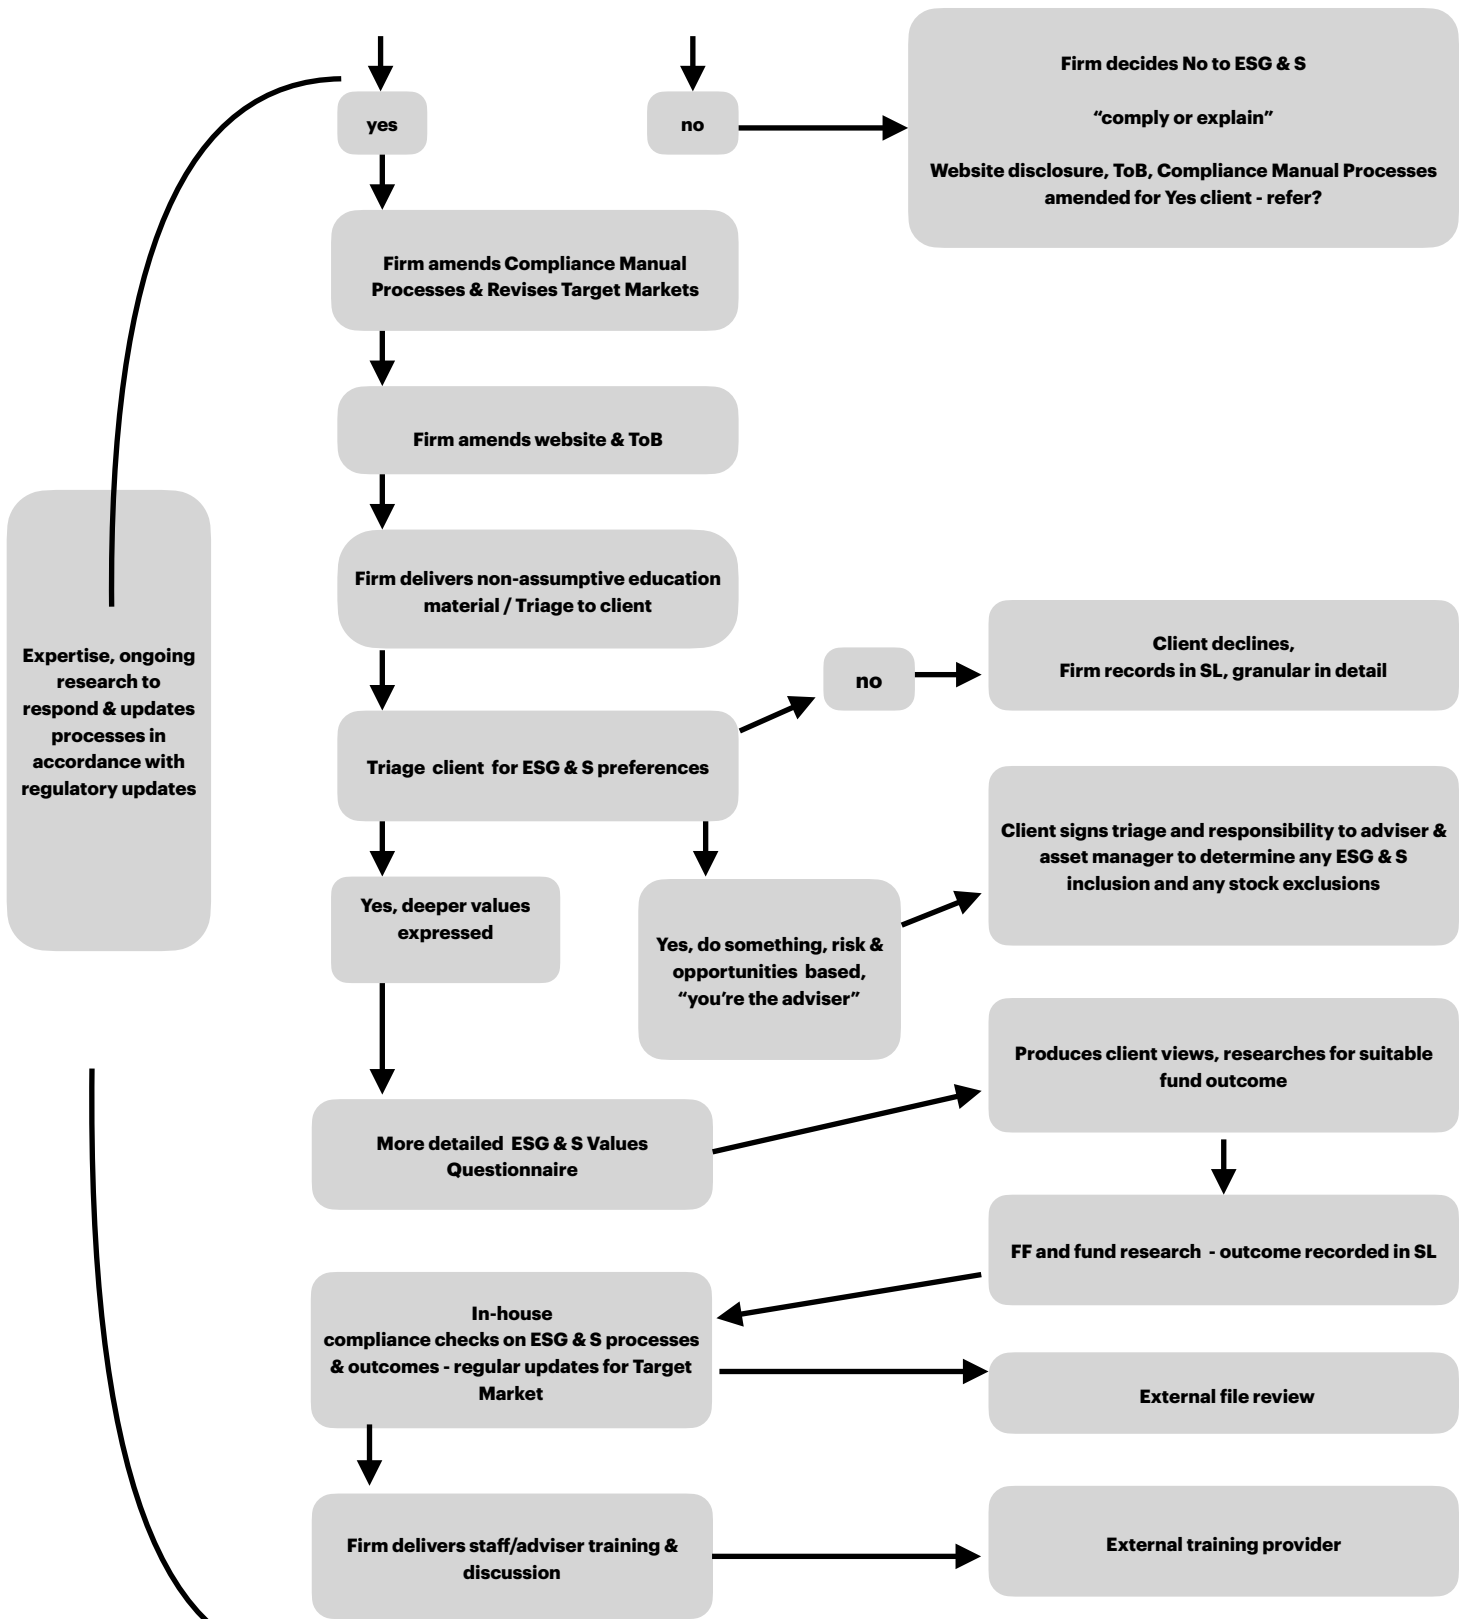 yes
no
Firm decides No to ESG & S
“comply or explain”
Website disclosure, ToB, Compliance Manual Processes
amended for Yes client - refer?
Firm amends Compliance Manual
Processes & Revises Target Markets
Firm amends website & ToB
Firm delivers non-assumptive education
material / Triage to client
Expertise, ongoing
research to
respond & updates
processes in
accordance with
regulatory updates
Triage client for ESG & S preferences
no
Client declines,
Firm records in SL, granular in detail
Yes, deeper values
expressed
Yes, do something, risk &
opportunities based,
“you’re the adviser”
Client signs triage and responsibility to adviser &
asset manager to determine any ESG & S
inclusion and any stock exclusions
More detailed ESG & S Values
Questionnaire
Produces client views, researches for suitable
fund outcome
FF and fund research - outcome recorded in SL
In-house
compliance checks on ESG & S processes
& outcomes - regular updates for Target
Market
External file review
Firm delivers staff/adviser training &
discussion
External training provider